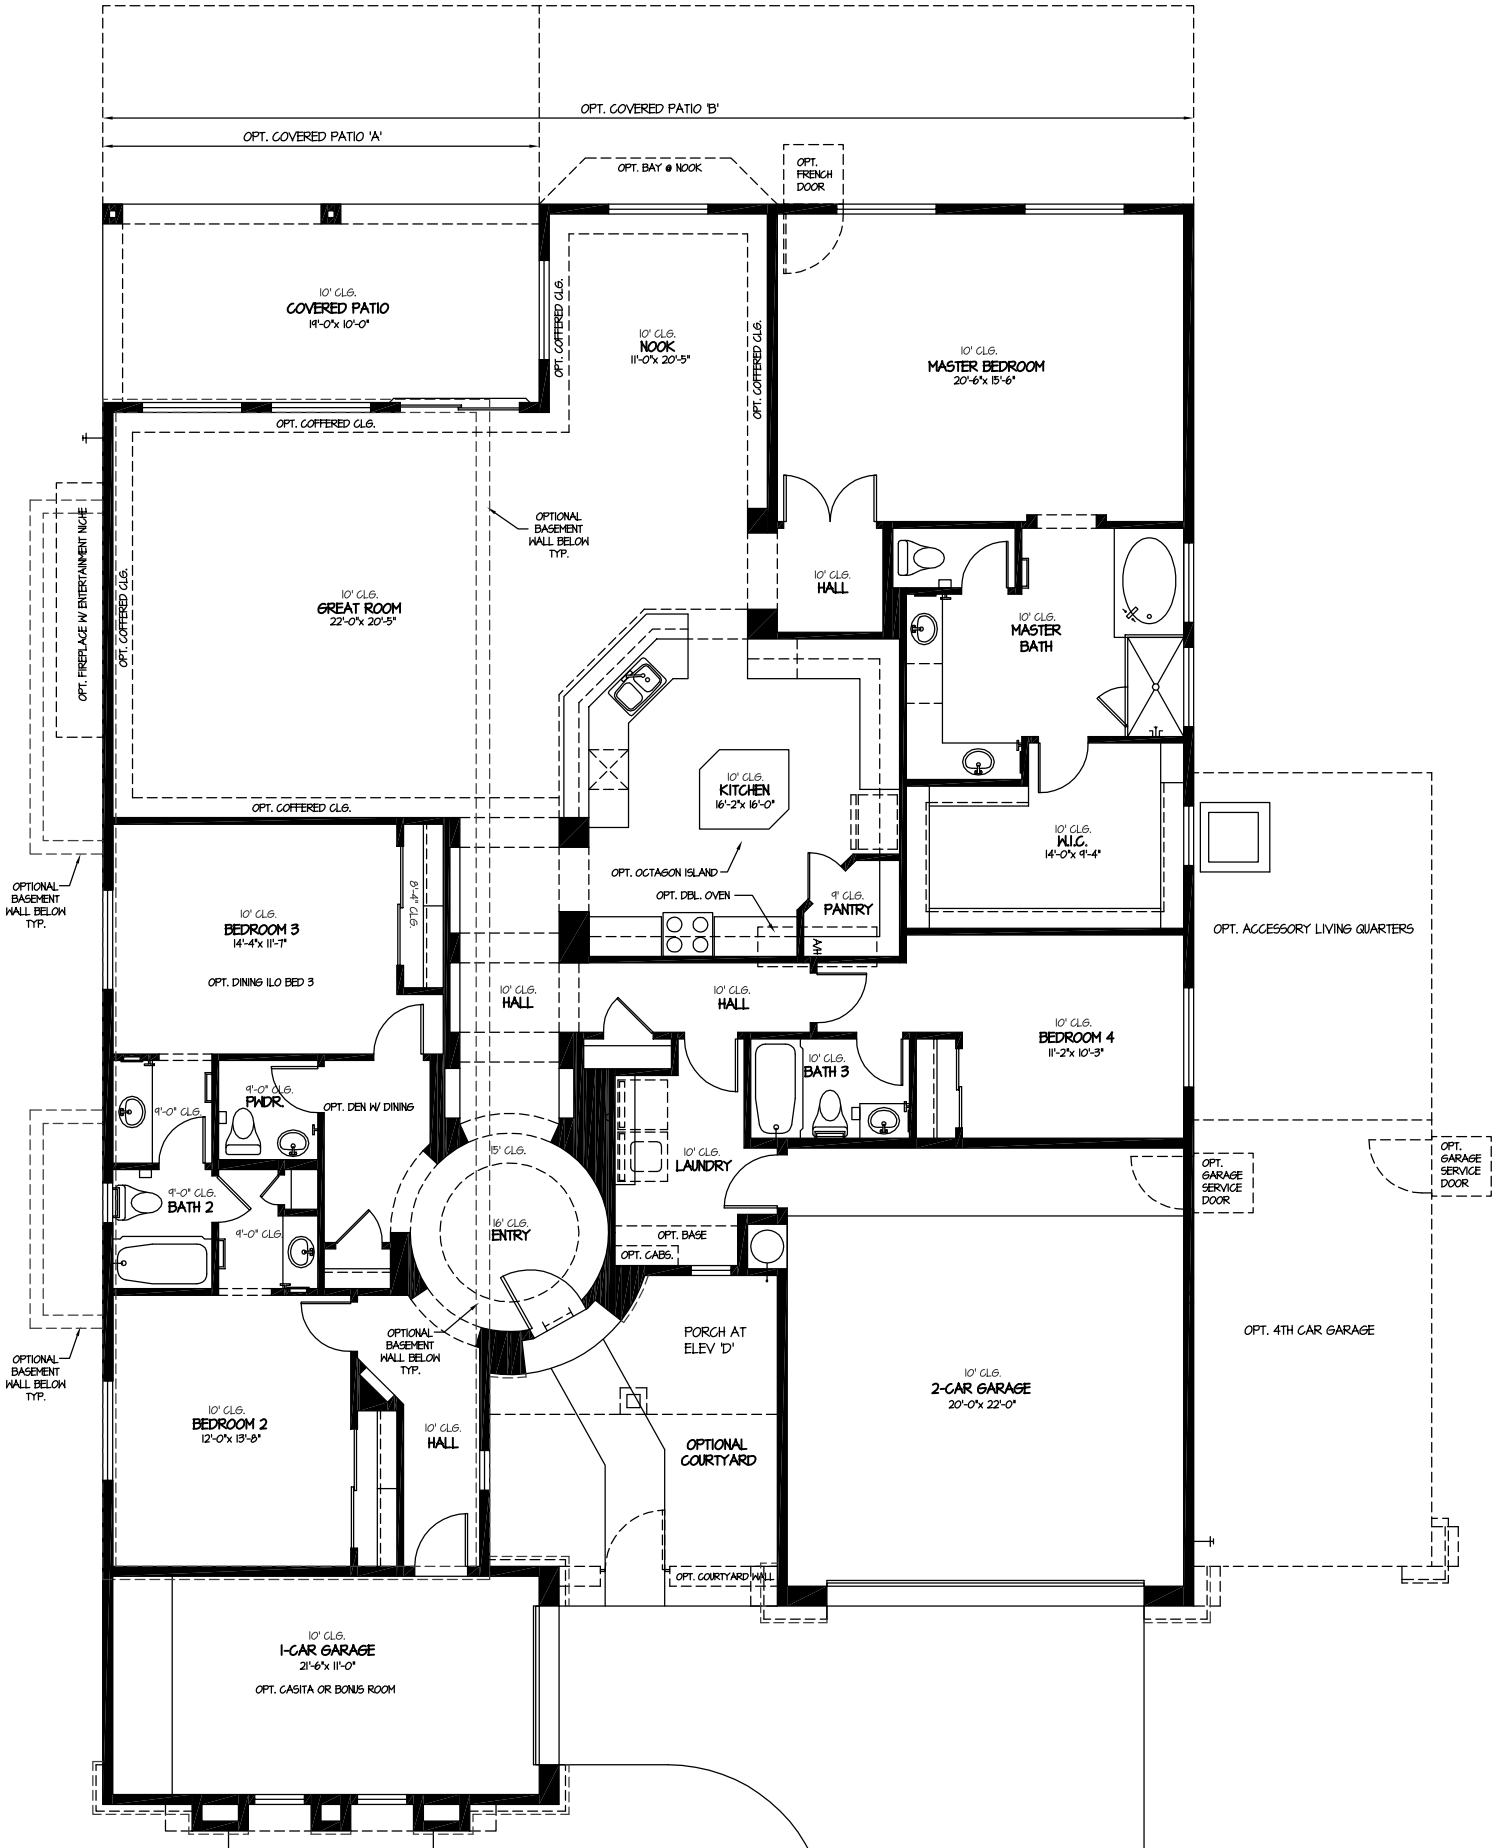 OPT. COVERED PATIO 'B'
OPT. COVERED PATIO 'A'
OPT. BAY @ NOOK
OPT.
FRENCH
DOOR
10' CLG.
COVERED PATIO
19'-0"x 10'-0"
OPT. COFFERED CLG.
10' CLG.
NOOK
11'-0"x 20'-5"
OPT. COFFERED CLG.
10' CLG.
MASTER BEDROOM
20'-6"x 15'-6"
OPT. COFFERED CLG.
OPTIONAL
BASEMENT
WALL BELOW
TYP.
OPT. FIREPLACE W/ ENTERTAINMENT NICHE
OPT. COFFERED CLG.
10' CLG.
GREAT ROOM
22'-0"x 20'-5"
10' CLG.
HALL
10' CLG.
MASTER
BATH
10' CLG.
KITCHEN
16'-2"x 16'-0"
OPT. COFFERED CLG.
10' CLG.
W.I.C.
14'-0"x 9'-4"
OPT. OCTAGON ISLAND
OPT. DBL. OVEN
9' CLG.
PANTRY
A/H
OPTIONAL
BASEMENT
WALL BELOW
TYP.
8'-4" CLG.
10' CLG.
BEDROOM 3
14'-4"x 11'-7"
OPT. DINING ILO BED 3
OPT. ACCESSORY LIVING QUARTERS
10' CLG.
HALL
10' CLG.
HALL
10' CLG.
BEDROOM 4
11'-2"x 10'-3"
10' CLG.
BATH 3
9'-0" CLG.
9'-0" CLG.
PWDR.
OPT. DEN W/ DINING
15' CLG.
10' CLG.
LAUNDRY
OPT.
GARAGE
SERVICE
DOOR
OPT.
GARAGE
SERVICE
DOOR
9'-0" CLG.
BATH 2
9'-0" CLG.
16' CLG.
ENTRY
OPT. BASE
OPT. CABS.
OPTIONAL
BASEMENT
WALL BELOW
TYP.
OPTIONAL
BASEMENT
WALL BELOW
TYP.
PORCH AT
ELEV 'D'
OPT. 4TH CAR GARAGE
10' CLG.
2-CAR GARAGE
20'-0"x 22'-0"
10' CLG.
BEDROOM 2
12'-0"x 13'-8"
10' CLG.
HALL
OPTIONAL
COURTYARD
OPT. COURTYARD WALL
10' CLG.
1-CAR GARAGE
21'-6"x 11'-0"
OPT. CASITA OR BONUS ROOM